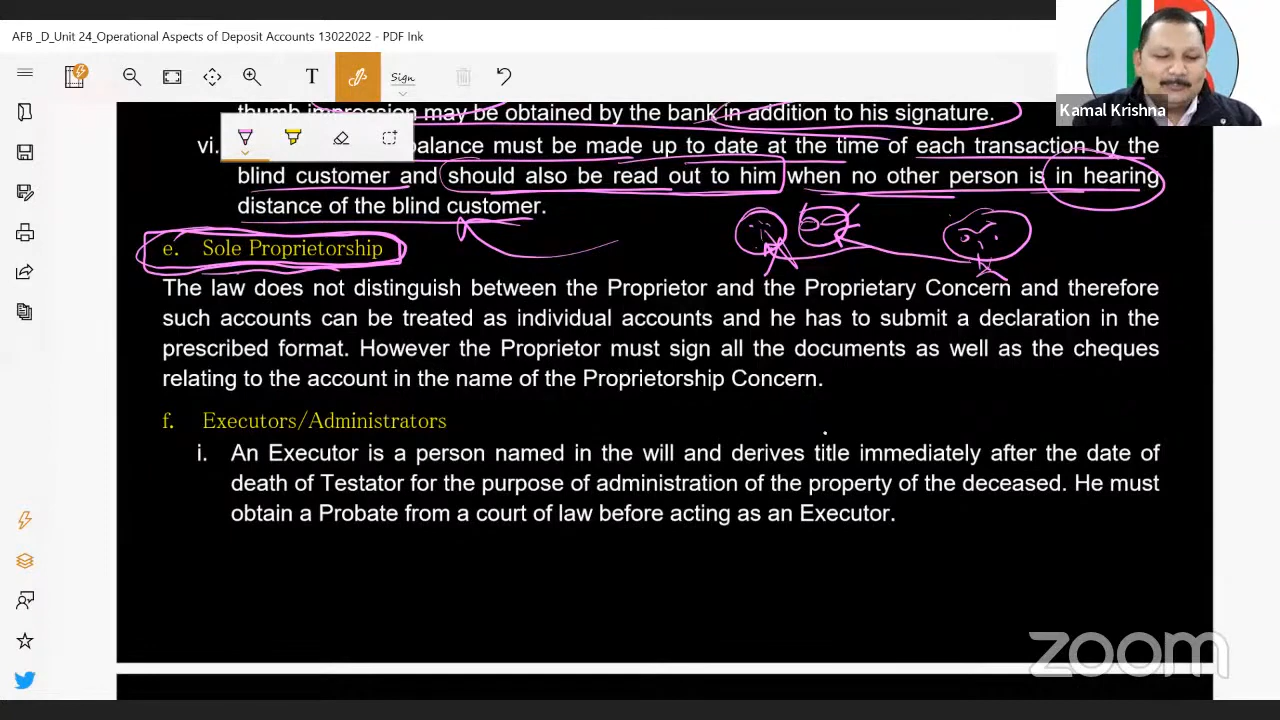 AFB _D_Unit 24_Operational Aspects of Deposit Accounts 13022022 - PDF Ink
T
Sign
Kamal Krishna
thumb impression may be obtained by the bank in addition to his signature.
vi. balance must be made up to date at the time of each transaction by the
blind customer and should also be read out to him when no other person is in hearing
distance of the blind customer.
e. Sole Proprietorship
The law does not distinguish between the Proprietor and the Proprietary Concern and therefore
such accounts can be treated as individual accounts and he has to submit a declaration in the
prescribed format. However the Proprietor must sign all the documents as well as the cheques
relating to the account in the name of the Proprietorship Concern.
f. Executors/Administrators
i. An Executor is a person named in the will and derives title immediately after the date of
death of Testator for the purpose of administration of the property of the deceased. He must
obtain a Probate from a court of law before acting as an Executor.
zoom